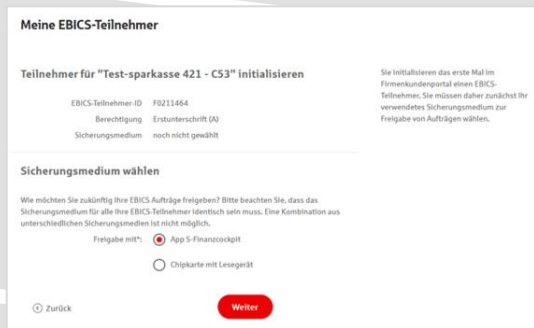 Meine EBICS-Teilnehmer
Teilnehmer für "Test-sparkasse 421 - C53" initialisieren
EBICS-Teilnehmer-ID F0211464
Berechtigung Erstunterschrift (A)
Sicherungsmedium noch nicht gewählt
Sie initialisieren das erste Mal im
Firmenkundenportal einen EBICS-
Teilnehmer. Sie müssen daher zunächst Ihr
verwendetes Sicherungsmedium zur
Freigabe von Aufträgen wählen.
Sicherungsmedium wählen
Wie möchten Sie zukünftig Ihre EBICS Aufträge freigeben? Bitte beachten Sie, dass das
Sicherungsmedium für alle Ihre EBICS-Teilnehmer identisch sein muss. Eine Kombination aus
unterschiedlichen Sicherungsmedien ist nicht möglich.
Freigabe mit*: App S-Finanzcockpit
Chipkarte mit Lesegerät
Zurück
Weiter